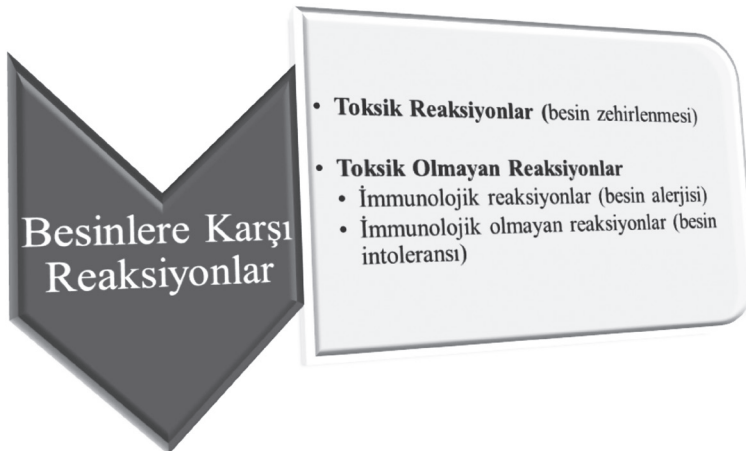 Besinlere Karşı
Reaksiyonlar
• Toksik Reaksiyonlar (besin zehirlenmesi)
• Toksik Olmayan Reaksiyonlar
• İmmunolojik reaksiyonlar (besin alerjisi)
• İmmunolojik olmayan reaksiyonlar (besin
intoleransı)